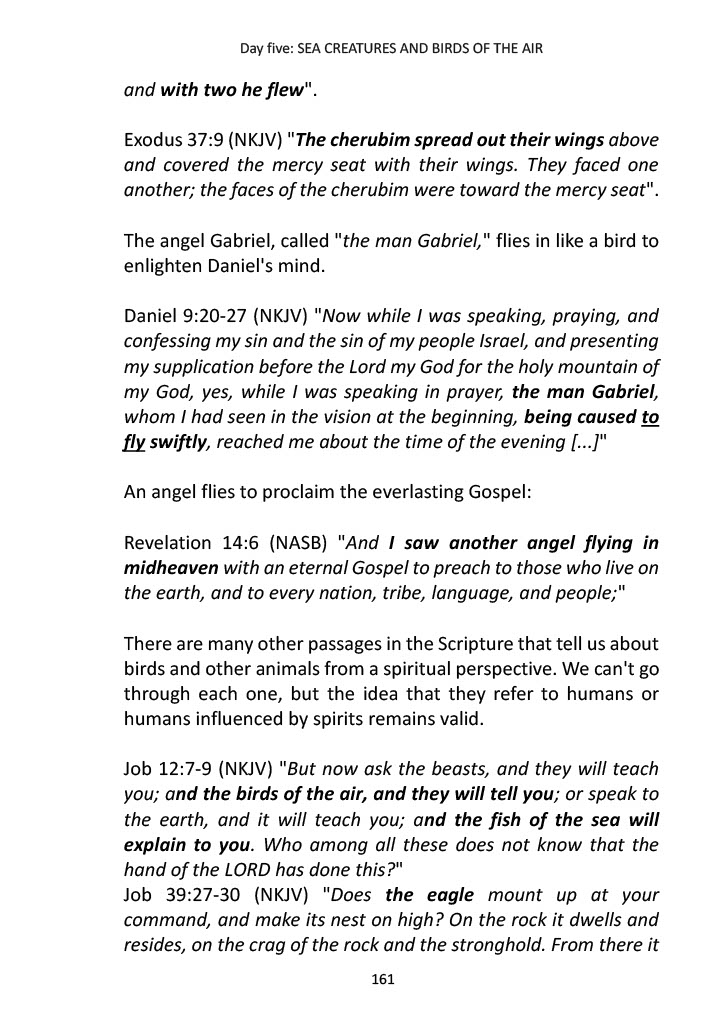 Day five: SEA CREATURES AND BIRDS OF THE AIR
and with two he flew".
Exodus 37:9 (NKJV) "The cherubim spread out their wings above
and covered the mercy seat with their wings. They faced one
another; the faces of the cherubim were toward the mercy seat".
The angel Gabriel, called "the man Gabriel," flies in like a bird to
enlighten Daniel's mind.
Daniel 9:20-27 (NKJV) "Now while I was speaking, praying, and
confessing my sin and the sin of my people Israel, and presenting
my supplication before the Lord my God for the holy mountain of
my God, yes, while I was speaking in prayer, the man Gabriel,
whom I had seen in the vision at the beginning, being caused to
fly swiftly, reached me about the time of the evening [...]"
An angel flies to proclaim the everlasting Gospel:
Revelation 14:6 (NASB) "And I saw another angel flying in
midheaven with an eternal Gospel to preach to those who live on
the earth, and to every nation, tribe, language, and people;"
There are many other passages in the Scripture that tell us about
birds and other animals from a spiritual perspective. We can't go
through each one, but the idea that they refer to humans or
humans influenced by spirits remains valid.
Job 12:7-9 (NKJV) "But now ask the beasts, and they will teach
you; and the birds of the air, and they will tell you; or speak to
the earth, and it will teach you; and the fish of the sea will
explain to you. Who among all these does not know that the
hand of the LORD has done this?"
Job 39:27-30 (NKJV) "Does the eagle mount up at your
command, and make its nest on high? On the rock it dwells and
resides, on the crag of the rock and the stronghold. From there it
161